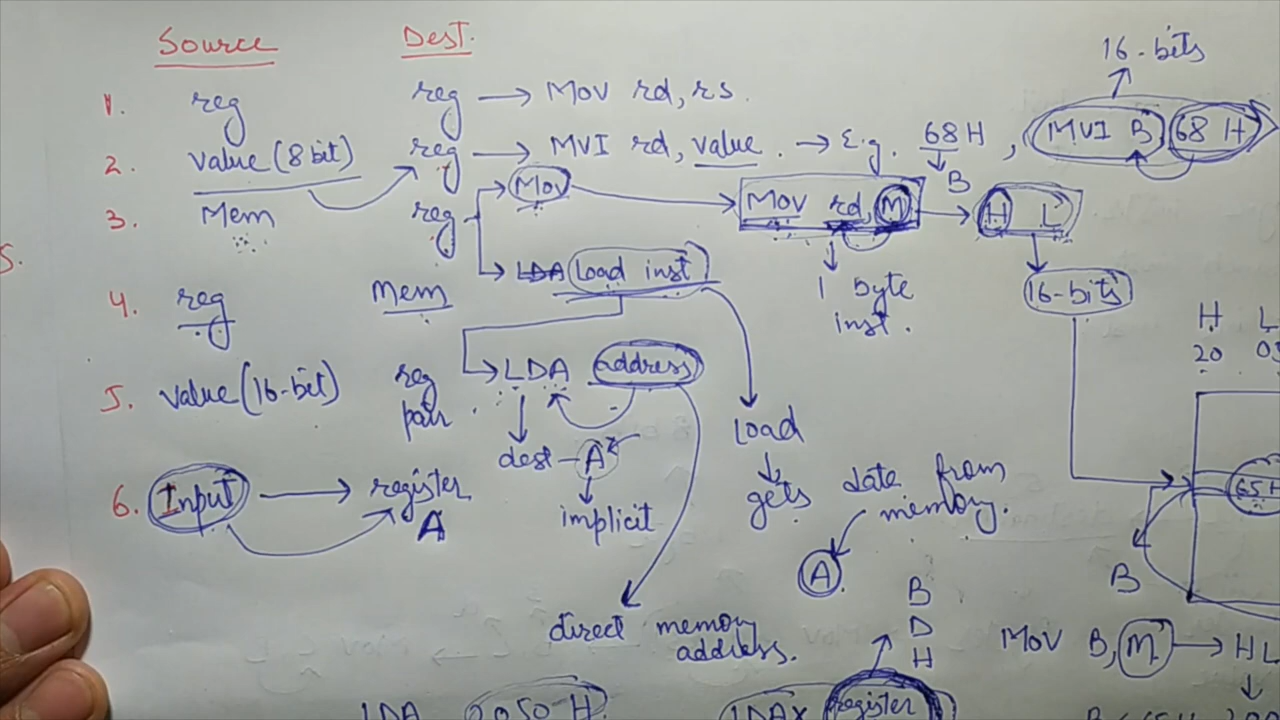 Source Dest.
16-bits
1. reg reg → Mov rd, rs.
2. value (8 bit) reg → MVI rd, value. → E.g. 68H, MVI B, 68 H
B
3. Mem reg Mov Mov rd, M → H L
LDA Load inst
16-bits
1 byte
inst.
4. reg Mem
H L
20
LDA address
5. value (16-bit) reg
pair
Load
dest - A
gets data from
memory.
6. Input → register
A
implicit
65H
A
B
B
D
H
direct memory
address.
MOV B, M → HL
LDA 2050 H.
LDAX register